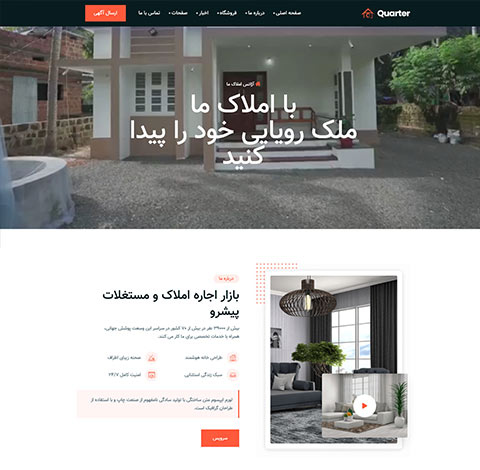 Quarter
صفحه اصلی
درباره ما
فروشگاه
اخبار
صفحات
تماس با ما
ارسال آگهی
آژانس املاک ما
با املاک ما
ملک رویایی خود را پیدا
کنید
درباره ما
بازار اجاره املاک و مستغلات
پیشرو
بیش از ۳۹۰۰۰ نفر در بیش از ۷۰ کشور در سراسر این وسعت پوشش جهانی،
همراه با خدمات تخصصی برای ما کار می کنند.
طراحی خانه هوشمند
صحنه زیبای اطراف
سبک زندگی استثنایی
امنیت کامل ۲۴/۷
لورم ایپسوم متن ساختگی با تولید سادگی نامفهوم از صنعت چاپ و با استفاده از
طراحان گرافیک است.
سرویس